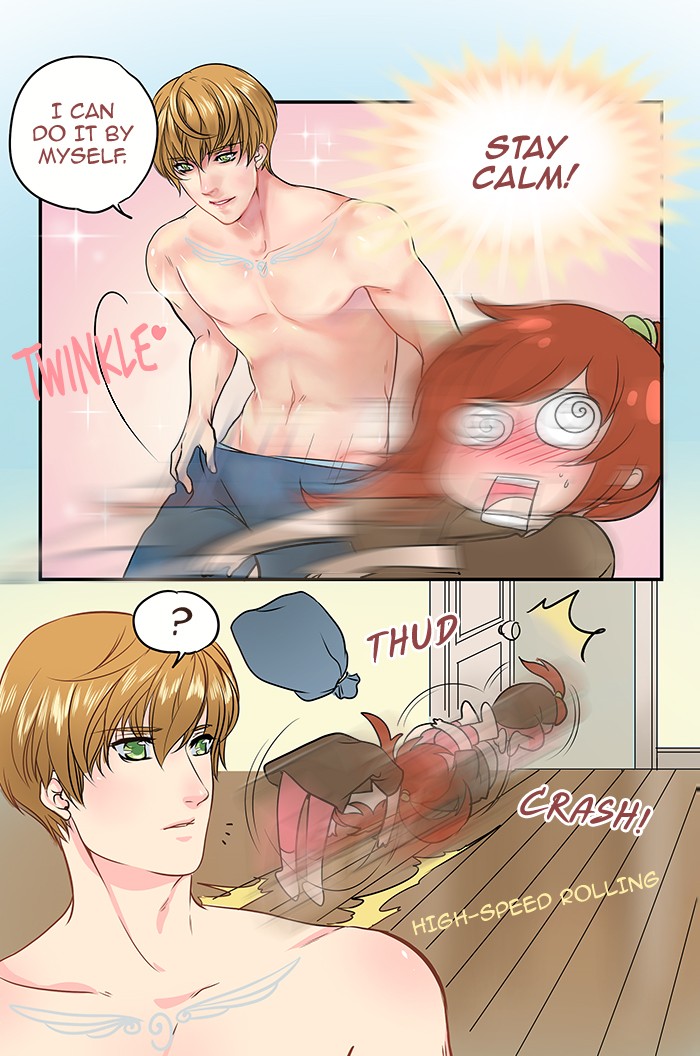 I CAN
DO IT BY
MYSELF.
STAY
CALM!
TWINKLE
?
THUD
CRASH!
HIGH-SPEED ROLLING